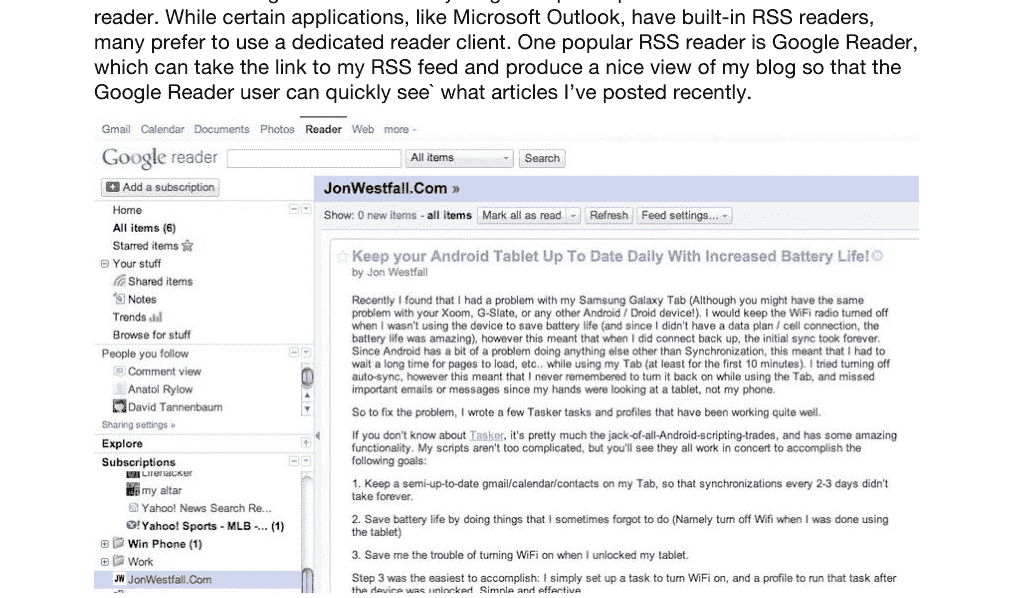 reader. While certain applications, like Microsoft Outlook, have built-in RSS readers,
many prefer to use a dedicated reader client. One popular RSS reader is Google Reader,
which can take the link to my RSS feed and produce a nice view of my blog so that the
Google Reader user can quickly see` what articles I've posted recently.
Gmail Calendar Documents Photos Reader Web more
Google reader All items Search
Add a subscription
Home
All items (6)
Starred items
Your stuff
Shared items
Notes
Trends
Browse for stuff
People you follow
Comment view
Anatol Rylow
David Tannenbaum
Sharing settings »
Explore
Subscriptions
Lifehacker
my altar
Yahoo! News Search Re...
Yahoo! Sports - MLB -... (1)
Win Phone (1)
Work
JW JonWestfall.Com
JonWestfall.Com »
Show: 0 new items - all items Mark all as read Refresh Feed settings...
Keep your Android Tablet Up To Date Daily With Increased Battery Life!
by Jon Westfall
Recently I found that I had a problem with my Samsung Galaxy Tab (Although you might have the same
problem with your Xoom, G-Slate, or any other Android / Droid device!). I would keep the WiFi radio turned off
when I wasn't using the device to save battery life (and since I didn't have a data plan / cell connection, the
battery life was amazing), however this meant that when I did connect back up, the initial sync took forever.
Since Android has a bit of a problem doing anything else other than Synchronization, this meant that I had to
wait a long time for pages to load, etc.. while using my Tab (at least for the first 10 minutes). I tried turning off
auto-sync, however this meant that I never remembered to turn it back on while using the Tab, and missed
important emails or messages since my hands were looking at a tablet, not my phone.
So to fix the problem, I wrote a few Tasker tasks and profiles that have been working quite well.
If you don't know about Tasker, it's pretty much the jack-of-all-Android-scripting-trades, and has some amazing
functionality. My scripts aren't too complicated, but you'll see they all work in concert to accomplish the
following goals:
1. Keep a semi-up-to-date gmail/calendar/contacts on my Tab, so that synchronizations every 2-3 days didn't
take forever.
2. Save battery life by doing things that I sometimes forgot to do (Namely turn off Wifi when I was done using
the tablet)
3. Save me the trouble of turning WiFi on when I unlocked my tablet.
Step 3 was the easiest to accomplish: I simply set up a task to turn WiFi on, and a profile to run that task after
the device was unlocked. Simple and effective.